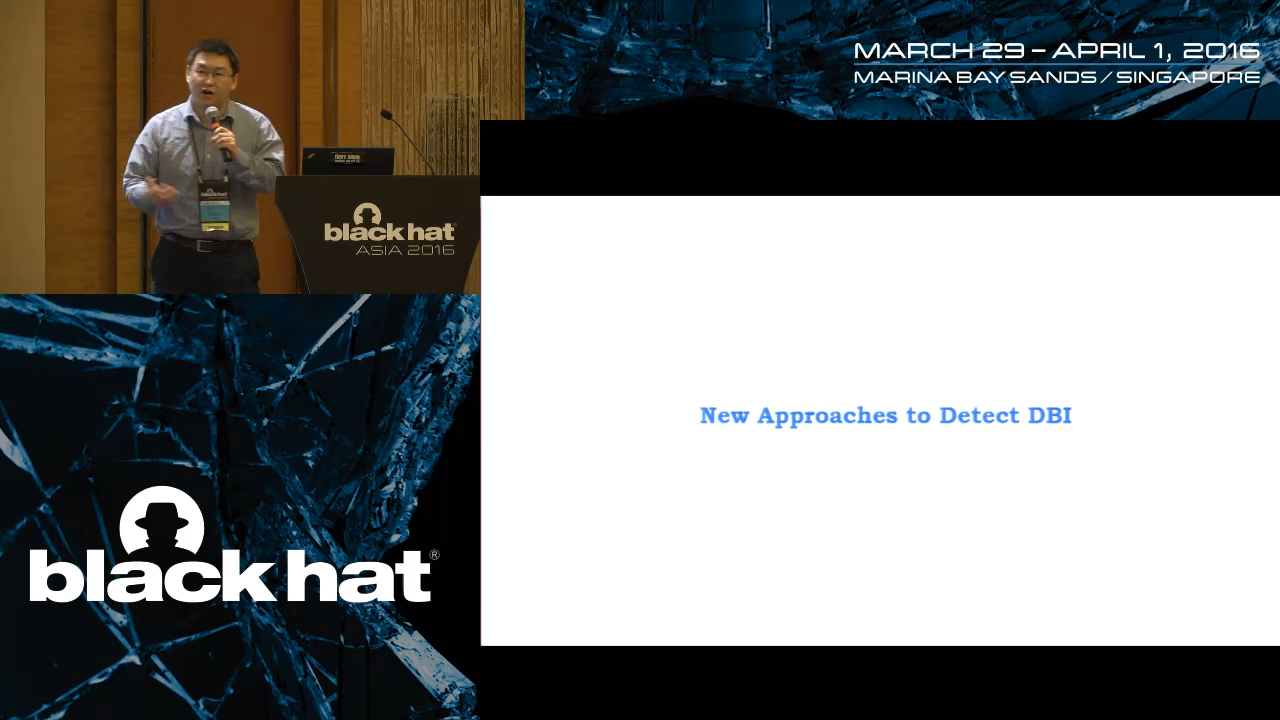 MARCH 29 – APRIL 1, 2016
MARINA BAY SANDS / SINGAPORE
black hat
ASIA 2016
New Approaches to Detect DBI
black hat®